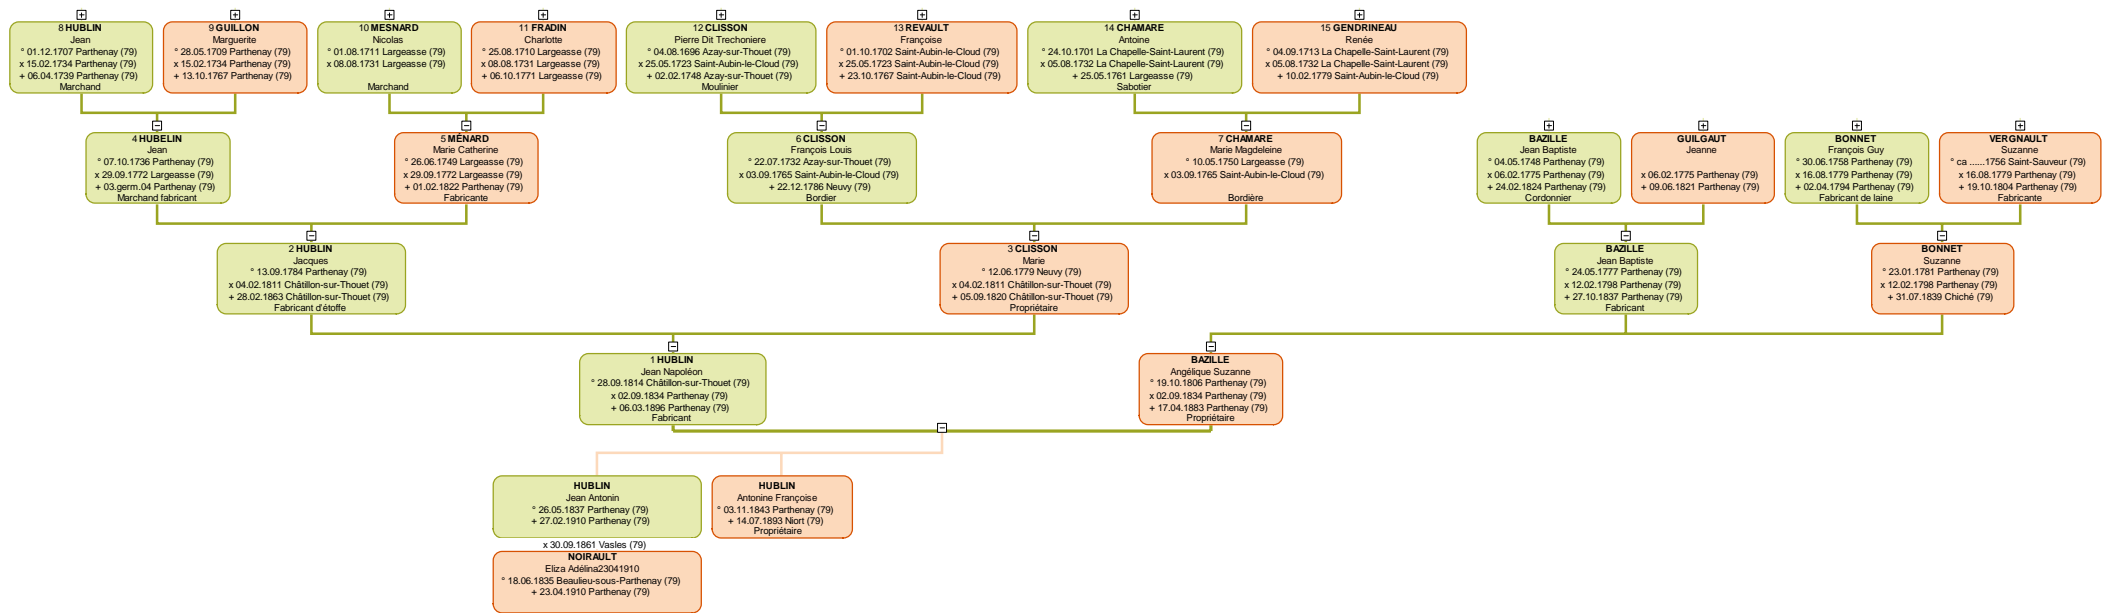 8 HUBLIN
Jean
° 01.12.1707 Parthenay (79)
x 15.02.1734 Parthenay (79)
+ 06.04.1739 Parthenay (79)
Marchand
9 GUILLON
Marguerite
° 28.05.1709 Parthenay (79)
x 15.02.1734 Parthenay (79)
+ 13.10.1767 Parthenay (79)
10 MESNARD
Nicolas
° 01.08.1711 Largeasse (79)
x 08.08.1731 Largeasse (79)
Marchand
11 FRADIN
Charlotte
° 25.08.1710 Largeasse (79)
x 08.08.1731 Largeasse (79)
+ 06.10.1771 Largeasse (79)
12 CLISSON
Pierre Dit Trechoniere
° 04.08.1696 Azay-sur-Thouet (79)
x 25.05.1723 Saint-Aubin-le-Cloud (79)
+ 02.02.1748 Azay-sur-Thouet (79)
Moulinier
13 REVAULT
Françoise
° 01.10.1702 Saint-Aubin-le-Cloud (79)
x 25.05.1723 Saint-Aubin-le-Cloud (79)
+ 23.10.1767 Saint-Aubin-le-Cloud (79)
14 CHAMARE
Antoine
° 24.10.1701 La Chapelle-Saint-Laurent (79)
x 05.08.1732 La Chapelle-Saint-Laurent (79)
+ 25.05.1761 Largeasse (79)
Sabotier
15 GENDRINEAU
Renée
° 04.09.1713 La Chapelle-Saint-Laurent (79)
x 05.08.1732 La Chapelle-Saint-Laurent (79)
+ 10.02.1779 Saint-Aubin-le-Cloud (79)
4 HUBELIN
Jean
° 07.10.1736 Parthenay (79)
x 29.09.1772 Largeasse (79)
+ 03.germ.04 Parthenay (79)
Marchand fabricant
5 MÉNARD
Marie Catherine
° 26.06.1749 Largeasse (79)
x 29.09.1772 Largeasse (79)
+ 01.02.1822 Parthenay (79)
Fabricante
6 CLISSON
François Louis
° 22.07.1732 Azay-sur-Thouet (79)
x 03.09.1765 Saint-Aubin-le-Cloud (79)
+ 22.12.1786 Neuvy (79)
Bordier
7 CHAMARE
Marie Magdeleine
° 10.05.1750 Largeasse (79)
x 03.09.1765 Saint-Aubin-le-Cloud (79)
Bordière
BAZILLE
Jean Baptiste
° 04.05.1748 Parthenay (79)
x 06.02.1775 Parthenay (79)
+ 24.02.1824 Parthenay (79)
Cordonnier
GUILGAUT
Jeanne
x 06.02.1775 Parthenay (79)
+ 09.06.1821 Parthenay (79)
BONNET
François Guy
° 30.06.1758 Parthenay (79)
x 16.08.1779 Parthenay (79)
+ 02.04.1794 Parthenay (79)
Fabricant de laine
VERGNAULT
Suzanne
° ca ......1756 Saint-Sauveur (79)
x 16.08.1779 Parthenay (79)
+ 19.10.1804 Parthenay (79)
Fabricante
2 HUBLIN
Jacques
° 13.09.1784 Parthenay (79)
x 04.02.1811 Châtillon-sur-Thouet (79)
+ 28.02.1863 Châtillon-sur-Thouet (79)
Fabricant d'étoffe
3 CLISSON
Marie
° 12.06.1779 Neuvy (79)
x 04.02.1811 Châtillon-sur-Thouet (79)
+ 05.09.1820 Châtillon-sur-Thouet (79)
Propriétaire
BAZILLE
Jean Baptiste
° 24.05.1777 Parthenay (79)
x 12.02.1798 Parthenay (79)
+ 27.10.1837 Parthenay (79)
Fabricant
BONNET
Suzanne
° 23.01.1781 Parthenay (79)
x 12.02.1798 Parthenay (79)
+ 31.07.1839 Chiché (79)
1 HUBLIN
Jean Napoléon
° 28.09.1814 Châtillon-sur-Thouet (79)
x 02.09.1834 Parthenay (79)
+ 06.03.1896 Parthenay (79)
Fabricant
BAZILLE
Angélique Suzanne
° 19.10.1806 Parthenay (79)
x 02.09.1834 Parthenay (79)
+ 17.04.1883 Parthenay (79)
Propriétaire
HUBLIN
Jean Antonin
° 26.05.1837 Parthenay (79)
+ 27.02.1910 Parthenay (79)
x 30.09.1861 Vasles (79)
NOIRAULT
Eliza Adélina23041910
° 18.06.1835 Beaulieu-sous-Parthenay (79)
+ 23.04.1910 Parthenay (79)
HUBLIN
Antonine Françoise
° 03.11.1843 Parthenay (79)
+ 14.07.1893 Niort (79)
Propriétaire